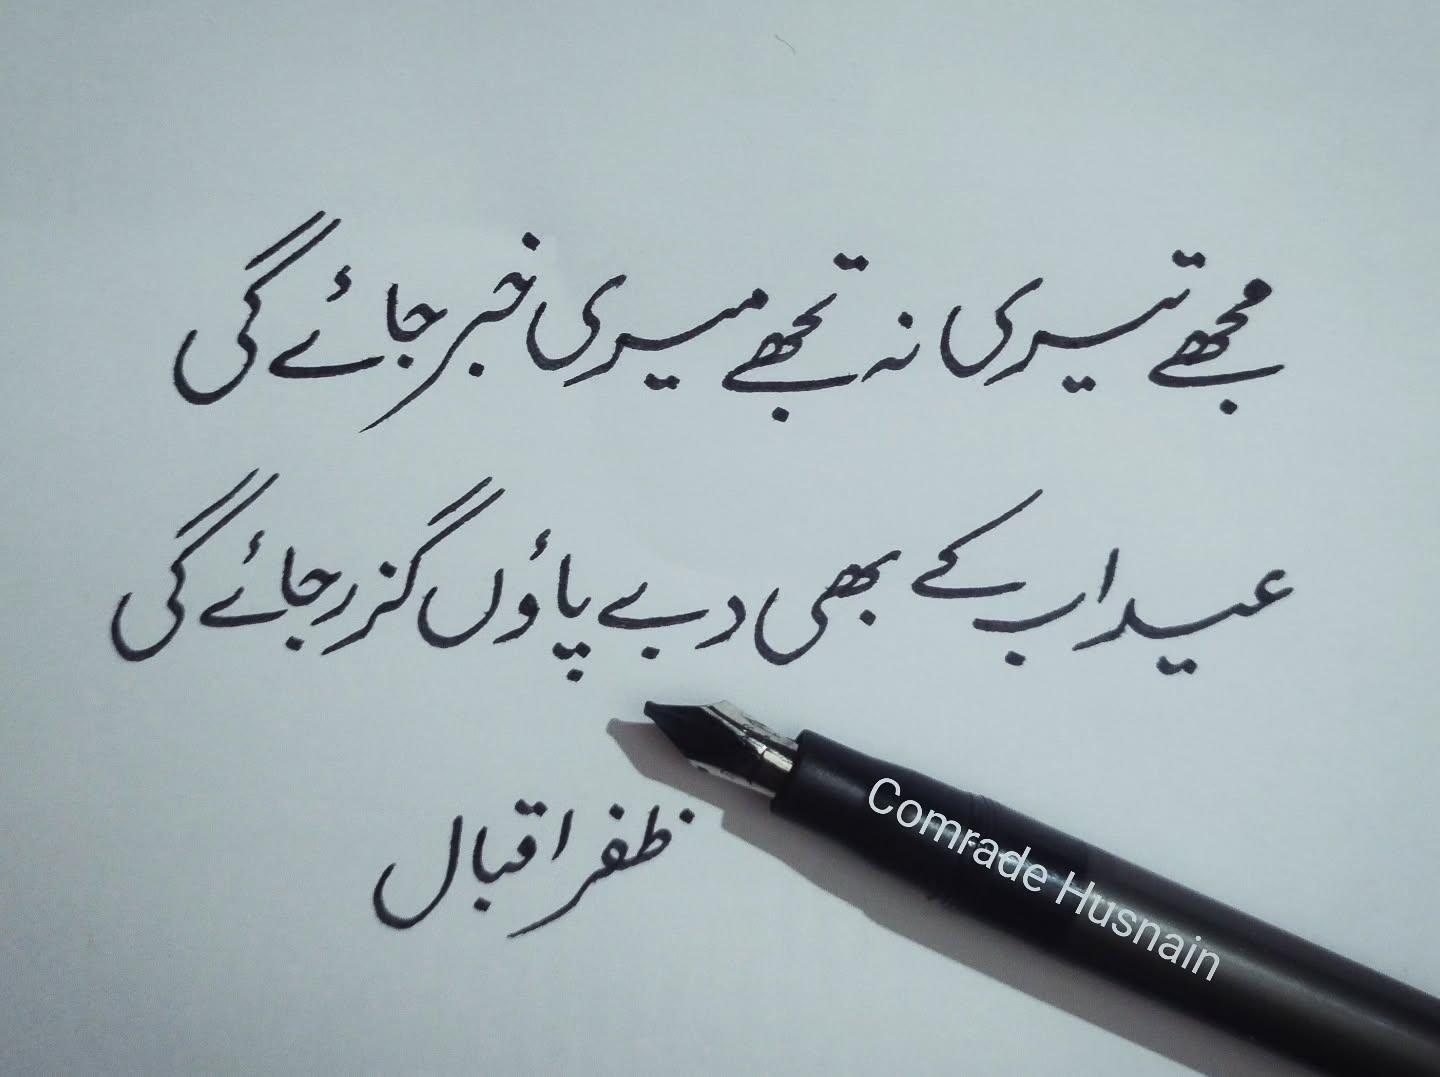 مجھے تیری نہ تجھے میری خبر جائے گی
عید اب کے بھی دبے پاؤں گزر جائے گی
ظفر اقبال
Comrade Husnain